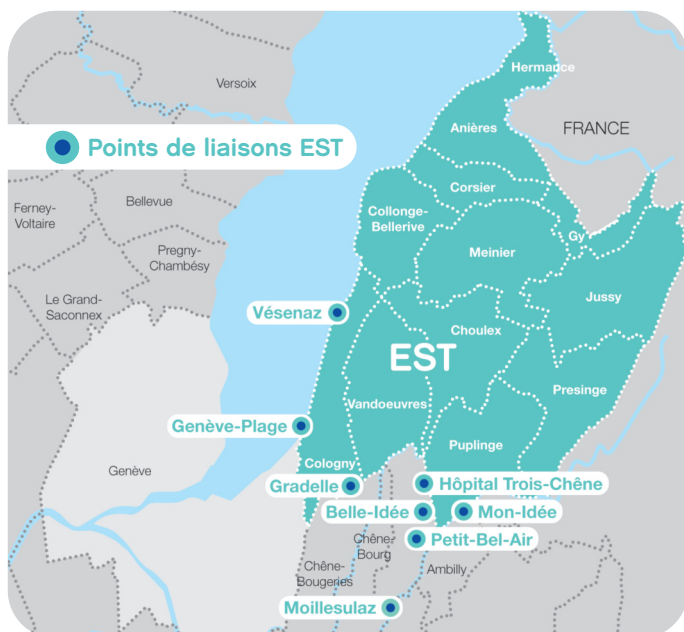 Hermance
Versoix
Anières
FRANCE
Points de liaisons EST
Corsier
Ferney-
Voltaire
Bellevue
Collonge-
Bellerive
Gy
Pregny-
Chambésy
Meinier
Le Grand-
Saconnex
Jussy
Vésenaz
Choulex
EST
Presinge
Vandoeuvres
Genève-Plage
Puplinge
Genève
Cologny
Gradelle
Hôpital Trois-Chêne
Belle-Idée
Mon-Idée
Chêne-
Bourg
Petit-Bel-Air
Chêne-
Bougeries
Ambilly
Moillesulaz